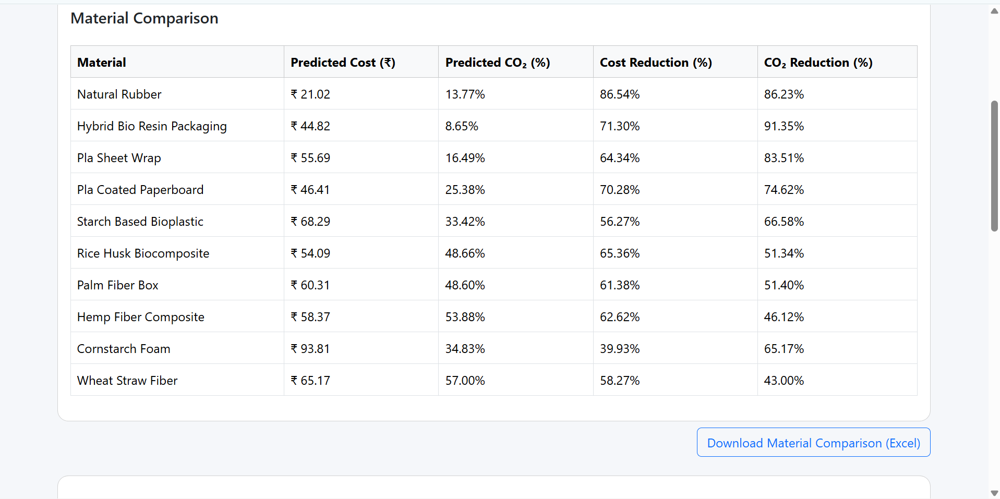 Material Comparison
Material Predicted Cost (₹) Predicted CO₂ (%) Cost Reduction (%) CO₂ Reduction (%)
Natural Rubber ₹ 21.02 13.77% 86.54% 86.23%
Hybrid Bio Resin Packaging ₹ 44.82 8.65% 71.30% 91.35%
Pla Sheet Wrap ₹ 55.69 16.49% 64.34% 83.51%
Pla Coated Paperboard ₹ 46.41 25.38% 70.28% 74.62%
Starch Based Bioplastic ₹ 68.29 33.42% 56.27% 66.58%
Rice Husk Biocomposite ₹ 54.09 48.66% 65.36% 51.34%
Palm Fiber Box ₹ 60.31 48.60% 61.38% 51.40%
Hemp Fiber Composite ₹ 58.37 53.88% 62.62% 46.12%
Cornstarch Foam ₹ 93.81 34.83% 39.93% 65.17%
Wheat Straw Fiber ₹ 65.17 57.00% 58.27% 43.00%
Download Material Comparison (Excel)